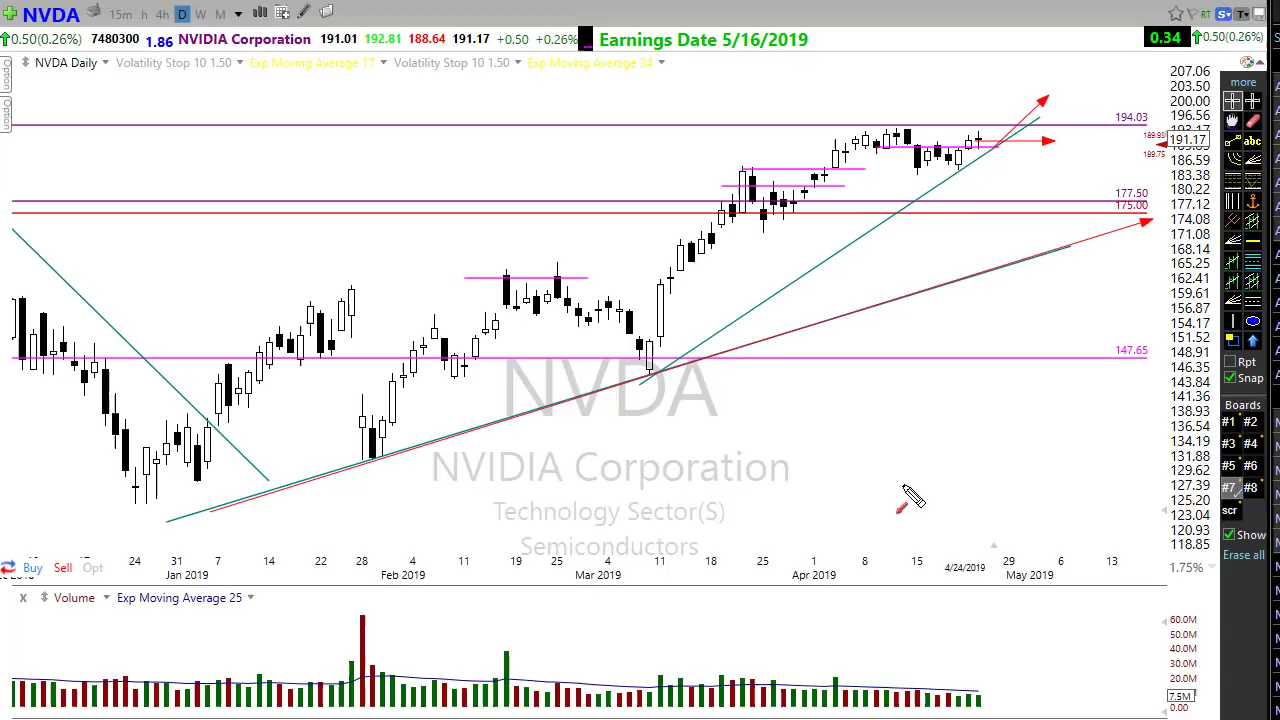 NVDA 15m h 4h D W M RT S T
0.50(0.26%) 7480300 1.86 NVIDIA Corporation 191.01 192.81 188.64 191.17 +0.50 +0.26% Earnings Date 5/16/2019 0.34 0.50(0.26%)
NVDA Daily Volatility Stop 10 1.50 Exp Moving Average 17 Volatility Stop 10 1.50 Exp Moving Average 34
Option
Option
207.06
203.50
200.00
196.56
194.03
193.17
191.17
189.75
186.59
183.38
180.22
177.50
177.12
175.00
174.08
171.08
168.14
165.25
162.41
159.61
156.87
154.17
151.52
148.91
147.65
146.35
143.84
141.36
138.93
136.54
134.19
131.88
129.62
127.39
125.20
123.04
120.93
118.85
more
abc
Rpt
Snap
Boards
#1 #2
#3 #4
#5 #6
#7 #8
scr
Show
Erase all
NVDA
NVIDIA Corporation
Technology Sector(S)
Semiconductors
Buy Sell Opt
24 31 7 14 22 28 4 11 19 25 4 11 18 25 1 8 15 4/24/2019 29 6 13
Jan 2019 Feb 2019 Mar 2019 Apr 2019 May 2019
1.75%
x Volume Exp Moving Average 25
60.0M
50.0M
40.0M
30.0M
20.0M
7.5M
0.00